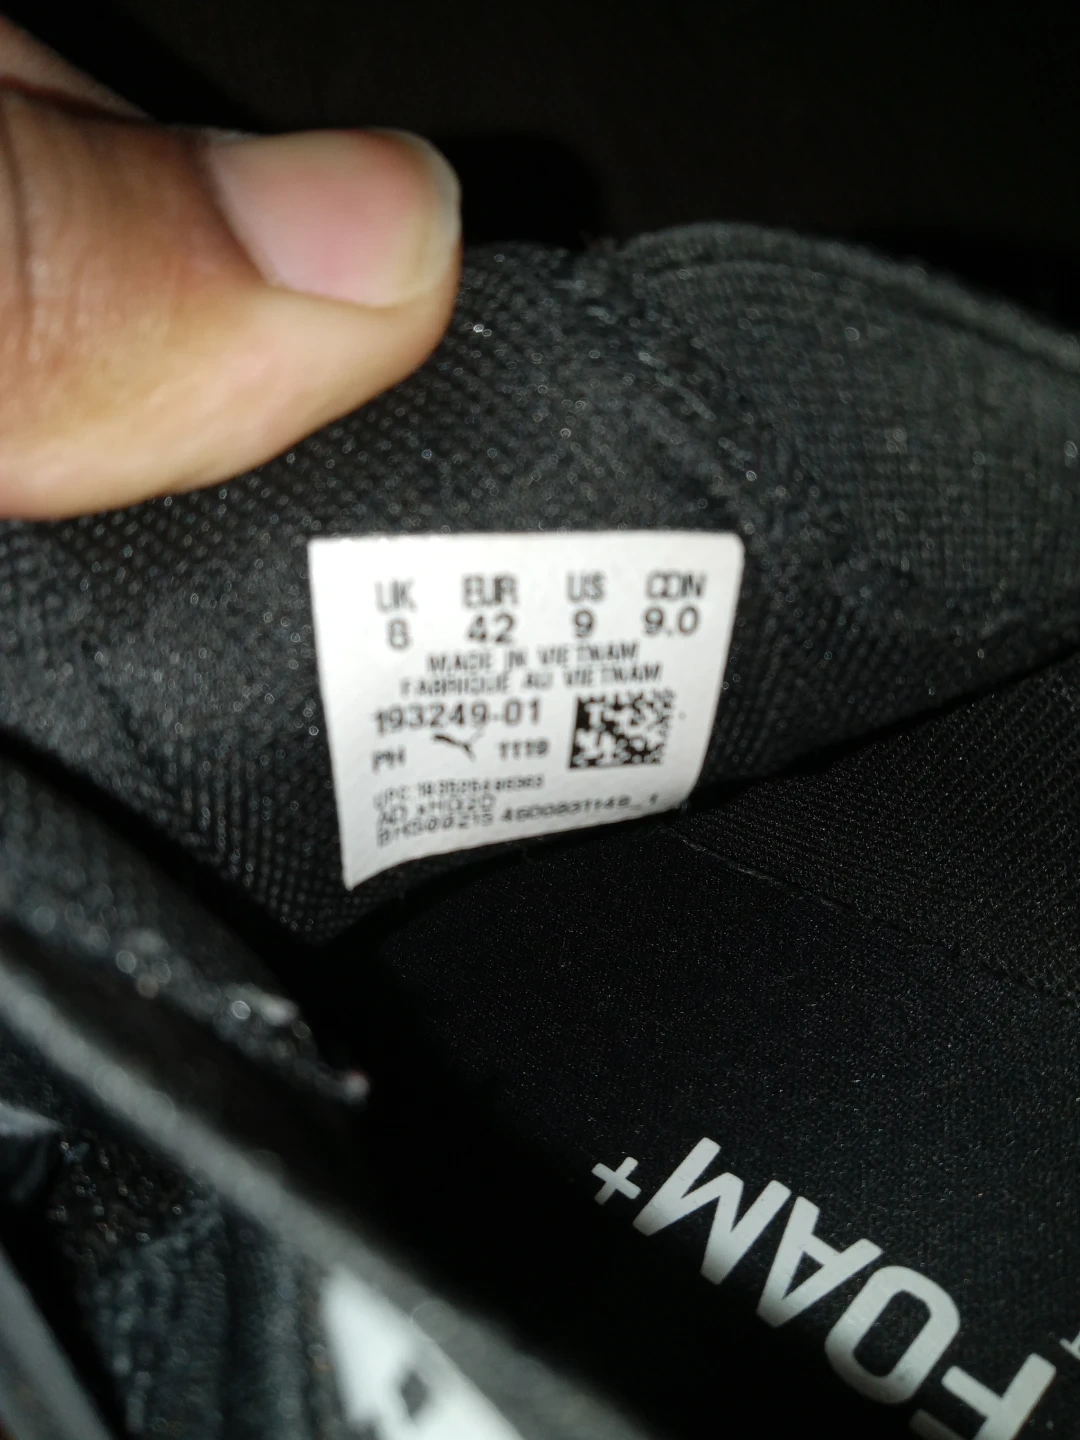 UK EUR US CDN
8 42 9 9.0
MADE IN VIETNAM
FABRIQUE AU VIETNAM
193249-01
PH 1119
UPC
FOAM+